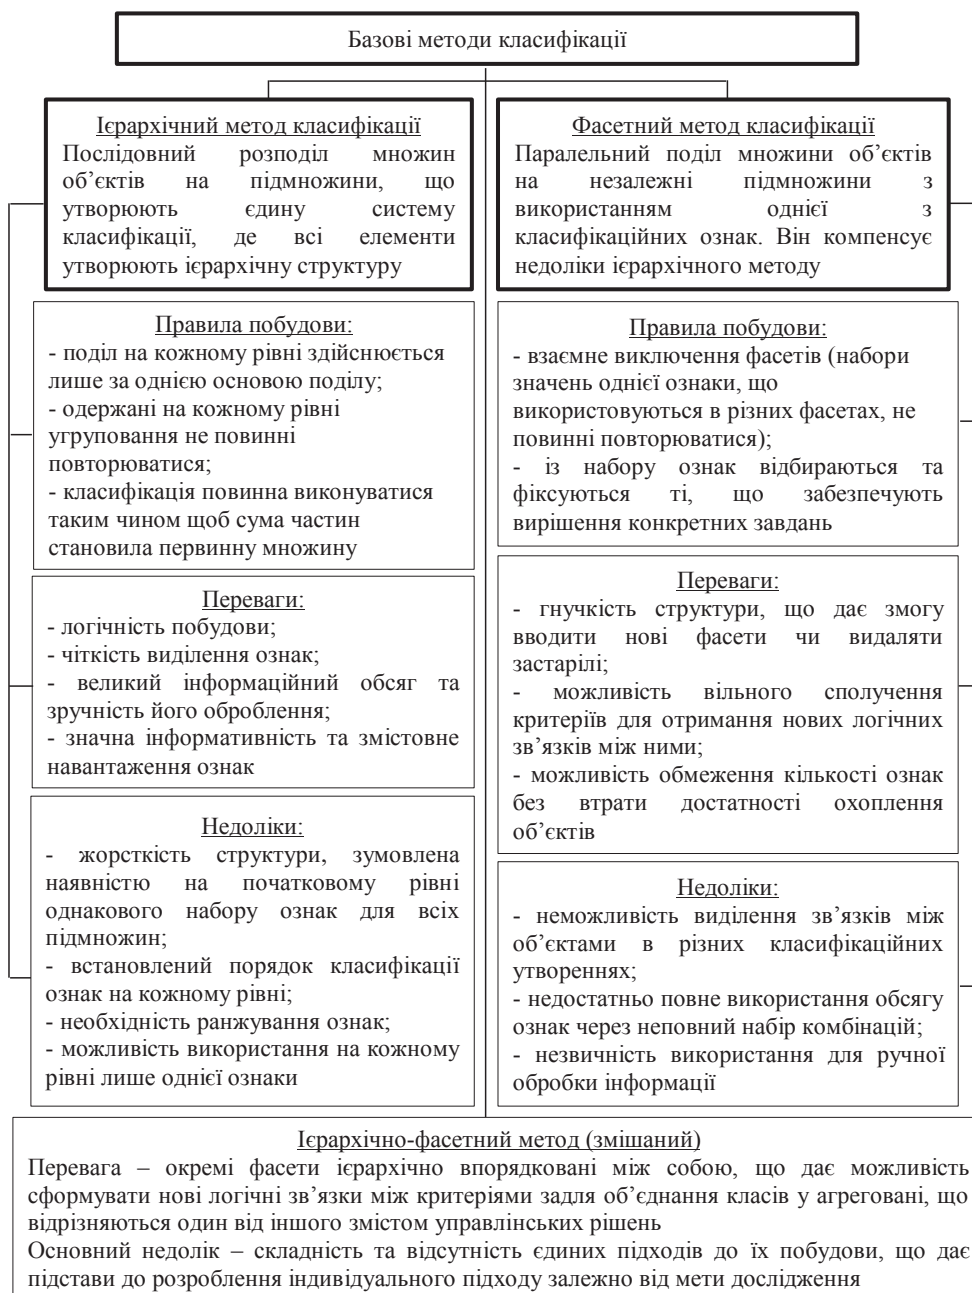 Базові методи класифікації
Ієрархічний метод класифікації
Послідовний розподіл множин
об’єктів на підмножини, що
утворюють єдину систему
класифікації, де всі елементи
утворюють ієрархічну структуру
Правила побудови:
- поділ на кожному рівні здійснюється
лише за однією основою поділу;
- одержані на кожному рівні
угруповання не повинні
повторюватися;
- класифікація повинна виконуватися
таким чином щоб сума частин
становила первинну множину
Переваги:
- логічність побудови;
- чіткість виділення ознак;
- великий інформаційний обсяг та
зручність його оброблення;
- значна інформативність та змістовне
навантаження ознак
Недоліки:
- жорсткість структури, зумовлена
наявністю на початковому рівні
однакового набору ознак для всіх
підмножин;
- встановлений порядок класифікації
ознак на кожному рівні;
- необхідність ранжування ознак;
- можливість використання на кожному
рівні лише однієї ознаки
Фасетний метод класифікації
Паралельний поділ множини об’єктів
на незалежні підмножини з
використанням однієї з
класифікаційних ознак. Він компенсує
недоліки ієрархічного методу
Правила побудови:
- взаємне виключення фасетів (набори
значень однієї ознаки, що
використовуються в різних фасетах, не
повинні повторюватися);
- із набору ознак відбираються та
фіксуються ті, що забезпечують
вирішення конкретних завдань
Переваги:
- гнучкість структури, що дає змогу
вводити нові фасети чи видаляти
застарілі;
- можливість вільного сполучення
критеріїв для отримання нових логічних
зв’язків між ними;
- можливість обмеження кількості ознак
без втрати достатності охоплення
об’єктів
Недоліки:
- неможливість виділення зв’язків між
об’єктами в різних класифікаційних
утвореннях;
- недостатньо повне використання обсягу
ознак через неповний набір комбінацій;
- незвичність використання для ручної
обробки інформації
Ієрархічно-фасетний метод (змішаний)
Перевага – окремі фасети ієрархічно впорядковані між собою, що дає можливість
сформувати нові логічні зв’язки між критеріями задля об’єднання класів у агреговані, що
відрізняються один від іншого змістом управлінських рішень
Основний недолік – складність та відсутність єдиних підходів до їх побудови, що дає
підстави до розроблення індивідуального підходу залежно від мети дослідження